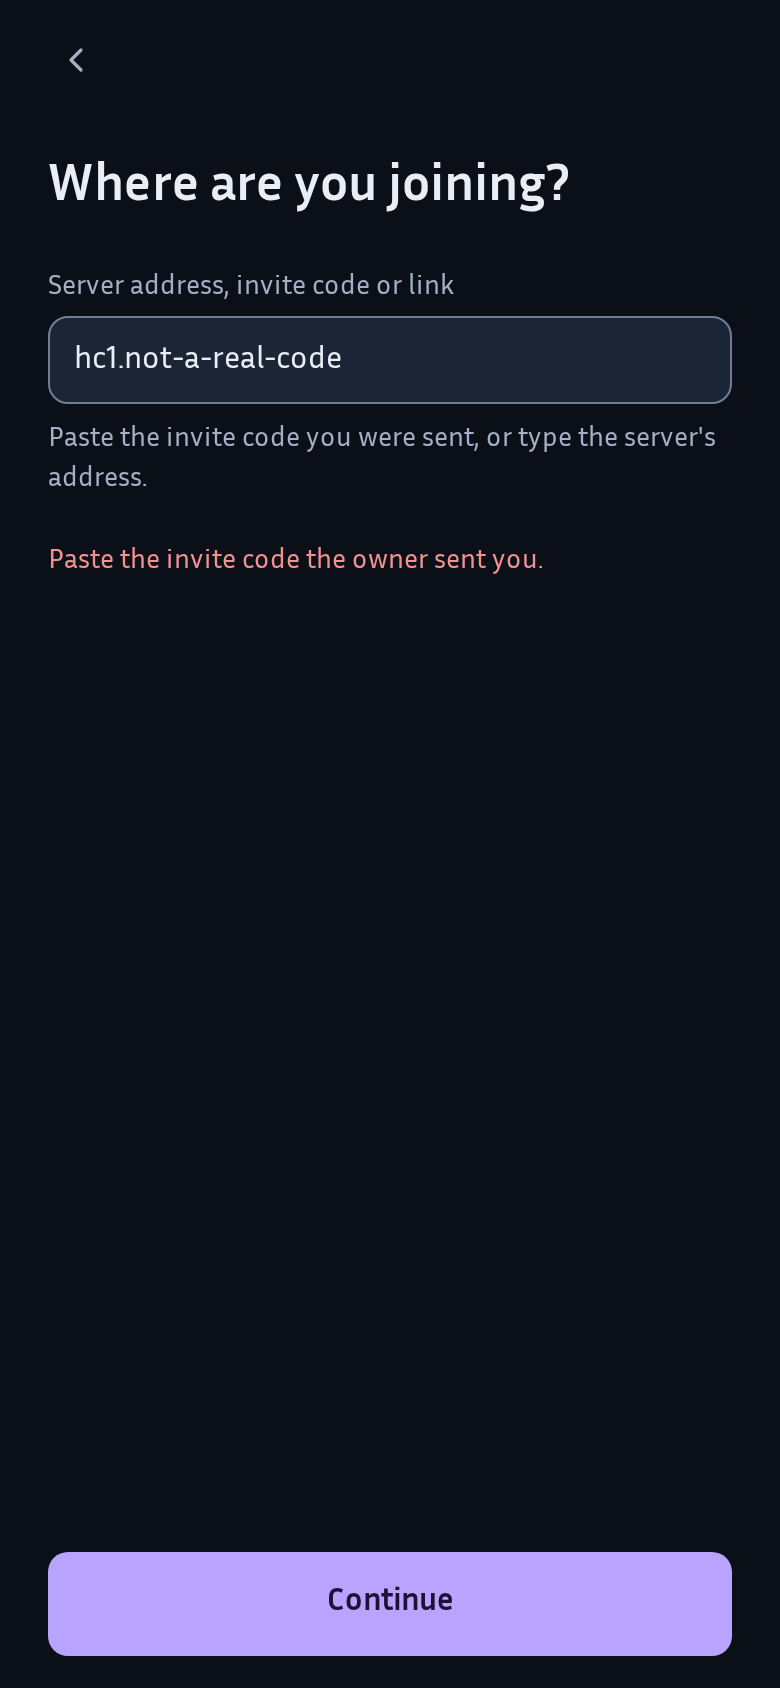 Where are you joining?
Server address, invite code or link
hc1.not-a-real-code
Paste the invite code you were sent, or type the server's
address.
Paste the invite code the owner sent you.
Continue